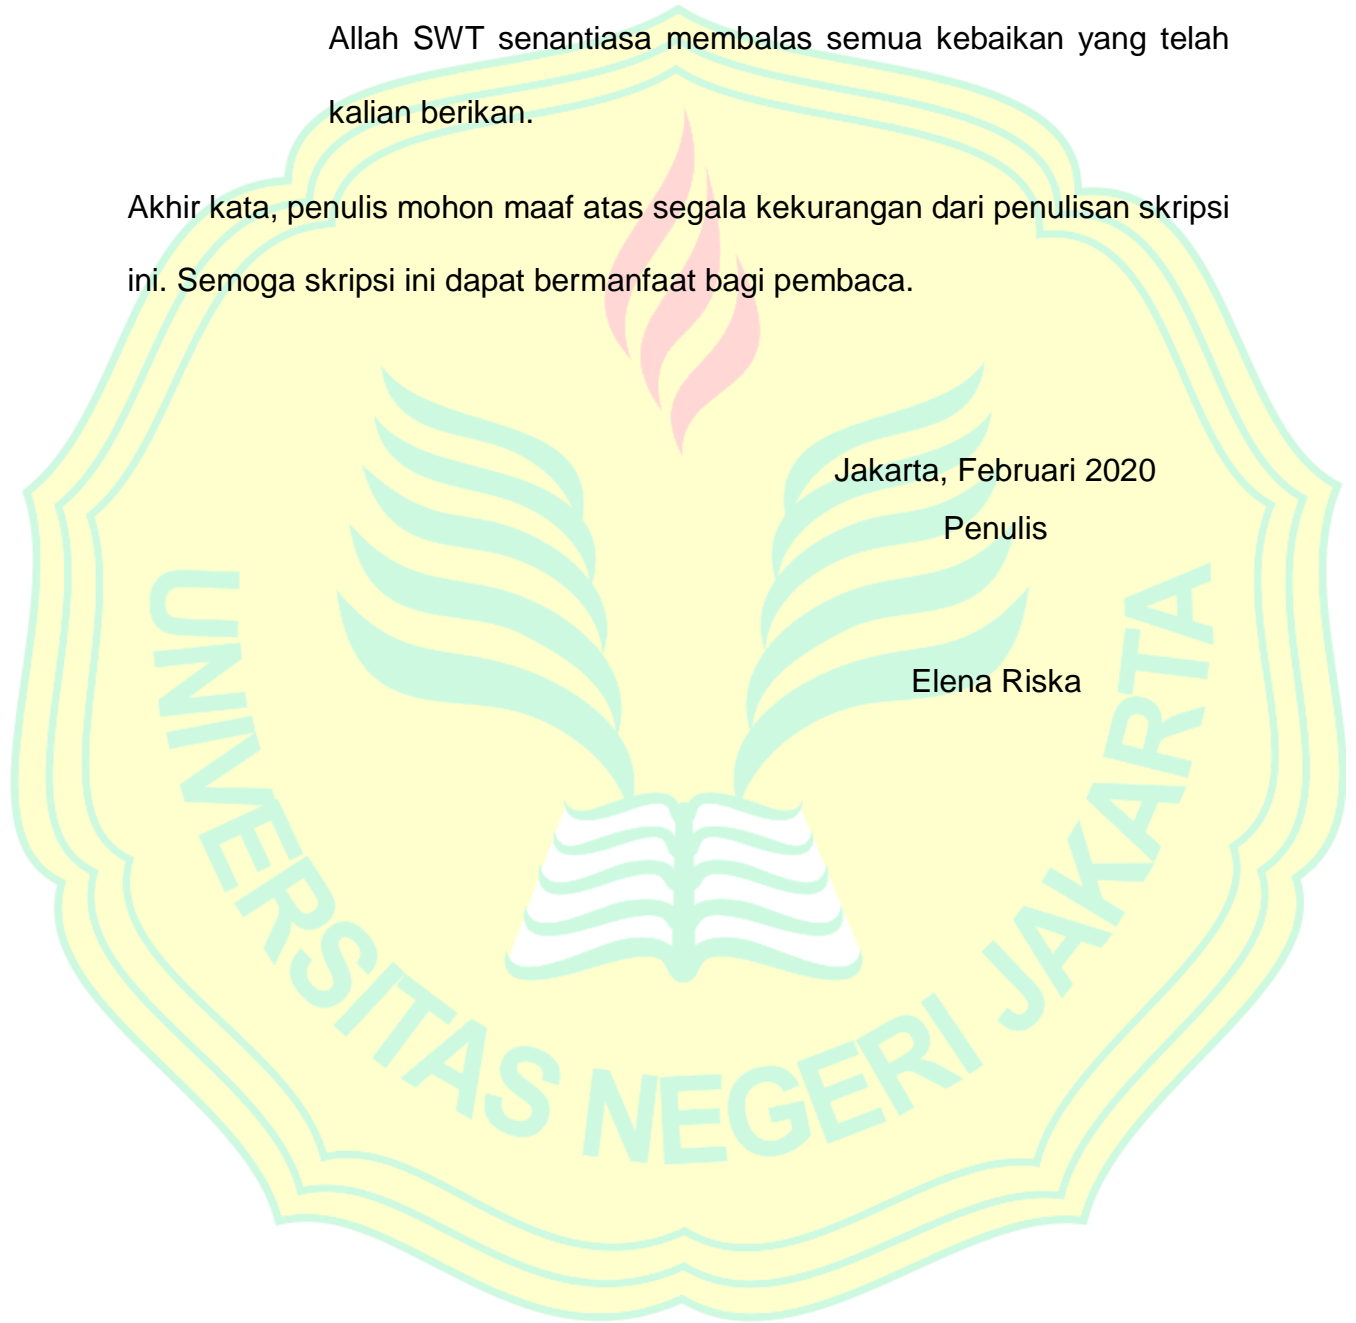 Allah SWT senantiasa membalas semua kebaikan yang telah
kalian berikan.
Akhir kata, penulis mohon maaf atas segala kekurangan dari penulisan skripsi
ini. Semoga skripsi ini dapat bermanfaat bagi pembaca.
Jakarta, Februari 2020
Penulis
Elena Riska
UNIVERSITAS NEGERI JAKARTA